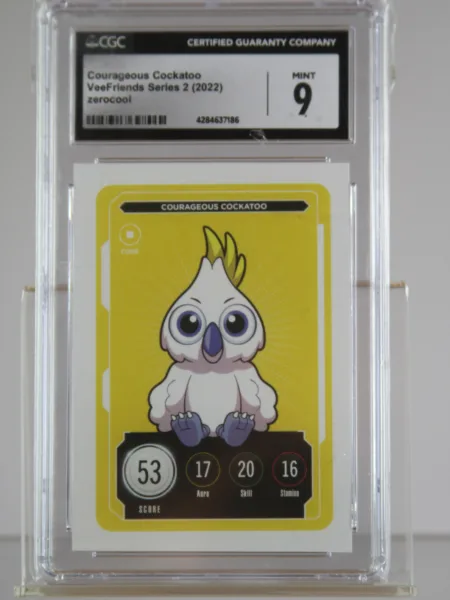 CGC
CERTIFIED GUARANTY COMPANY
Courageous Cockatoo
VeeFriends Series 2 (2022)
zerocool
MINT
9
4284637186
COURAGEOUS COCKATOO
CORE
53
SCORE
17
Aura
20
Skill
16
Stamina